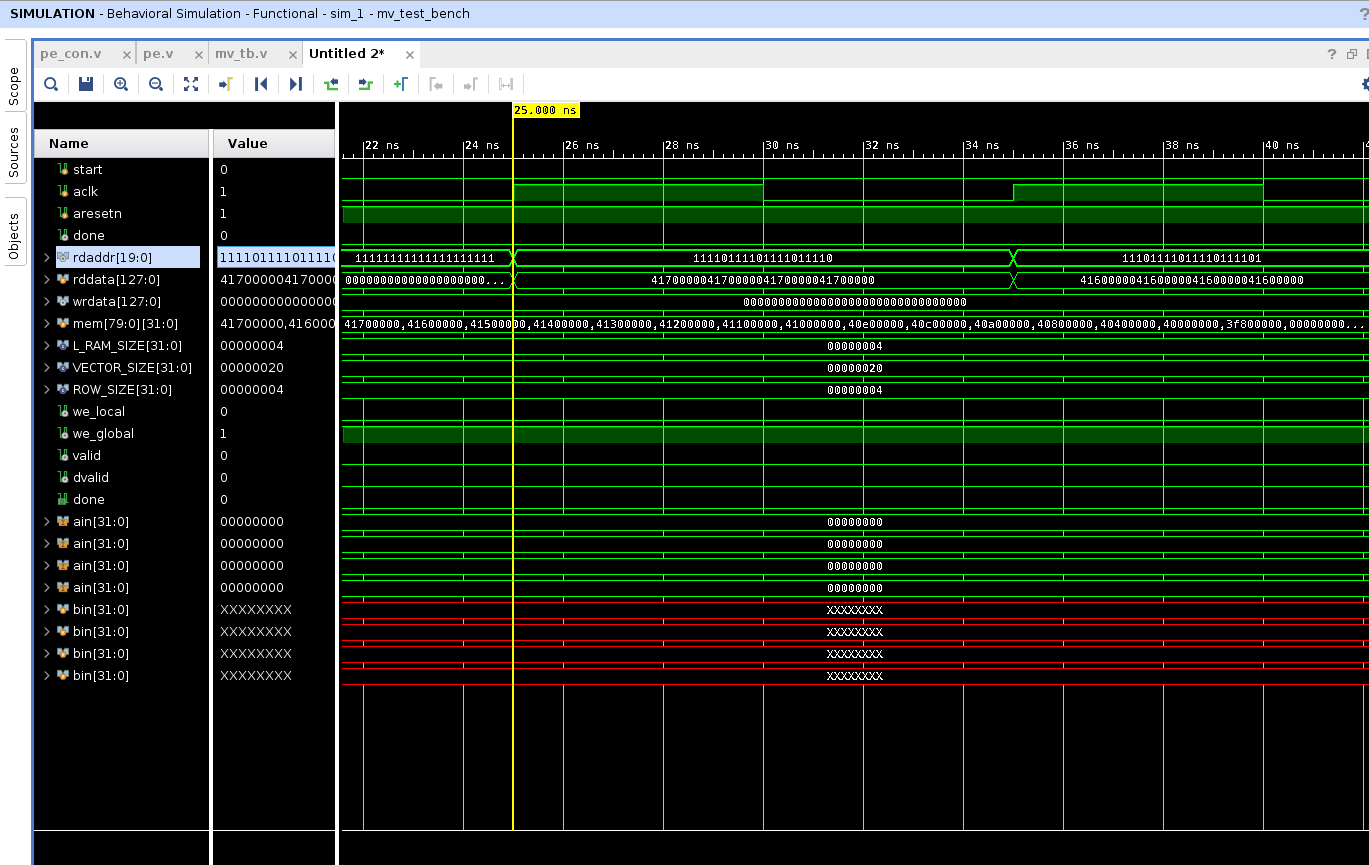 SIMULATION - Behavioral Simulation - Functional - sim_1 - mv_test_bench ?
pe_con.v × pe.v × mv_tb.v × Untitled 2* × ?
Scope
Sources
Objects
25.000 ns
Name Value 22 ns 24 ns 26 ns 28 ns 30 ns 32 ns 34 ns 36 ns 38 ns 40 ns
start 0
aclk 1
aresetn 1
done 0
rdaddr[19:0] 11110111101111011110 11111111111111111111 11110111101111011110 11101111011110111101
rddata[127:0] 4170000041700000 0000000000000000000000... 41700000417000004170000041700000 41600000416000004160000041600000
wrdata[127:0] 00000000000000000000000000000000
mem[79:0][31:0] 41700000,416000 41700000,41600000,41500000,41400000,41300000,41200000,41100000,41000000,40e00000,40c00000,40a00000,40800000,40400000,40000000,3f800000,00000000...
L_RAM_SIZE[31:0] 00000004 00000004
VECTOR_SIZE[31:0] 00000020 00000020
ROW_SIZE[31:0] 00000004 00000004
we_local 0
we_global 1
valid 0
dvalid 0
done 0
ain[31:0] 00000000 00000000
ain[31:0] 00000000 00000000
ain[31:0] 00000000 00000000
ain[31:0] 00000000 00000000
bin[31:0] XXXXXXXX XXXXXXXX
bin[31:0] XXXXXXXX XXXXXXXX
bin[31:0] XXXXXXXX XXXXXXXX
bin[31:0] XXXXXXXX XXXXXXXX